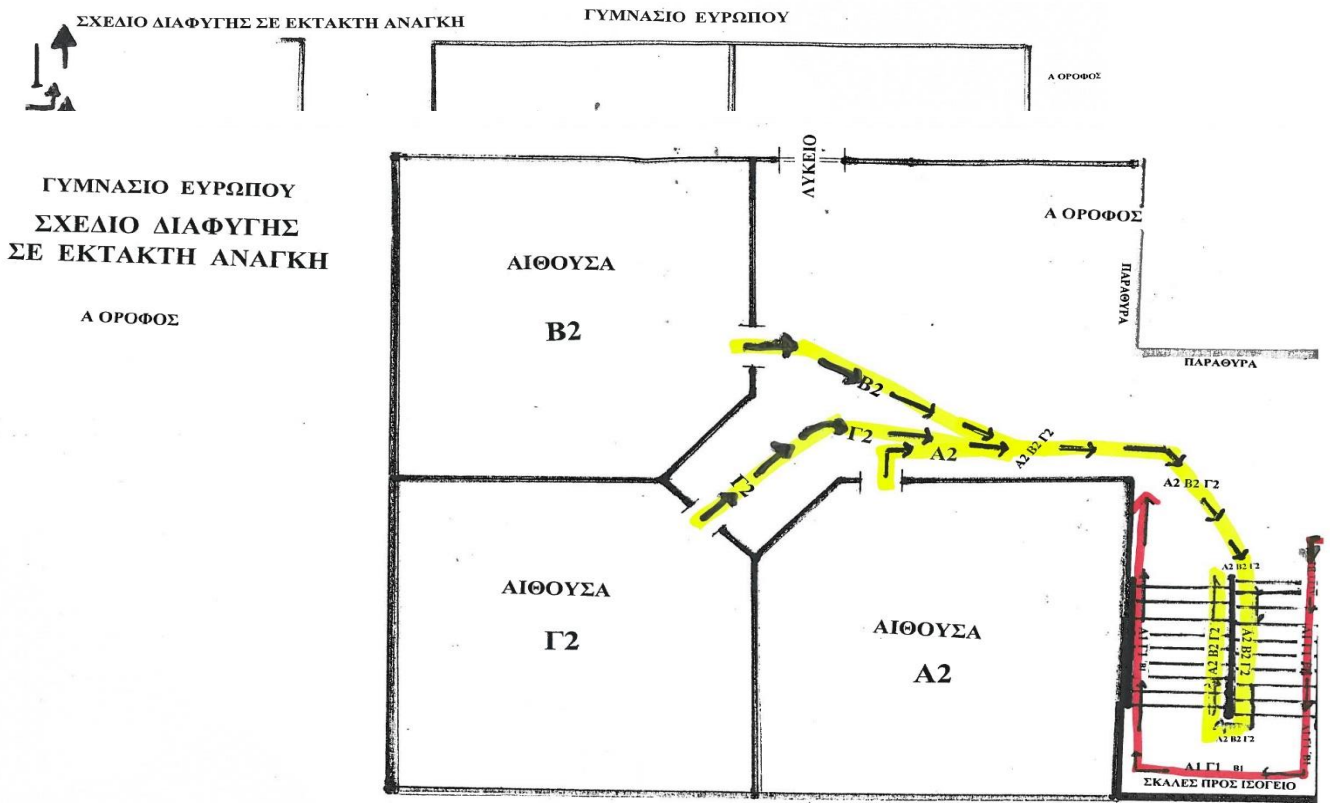 ΣΧΕΔΙΟ ΔΙΑΦΥΓΗΣ ΣΕ ΕΚΤΑΚΤΗ ΑΝΑΓΚΗ
ΓΥΜΝΑΣΙΟ ΕΥΡΩΠΟΥ
Α ΟΡΟΦΟΣ
ΛΥΚΕΙΟ
ΓΥΜΝΑΣΙΟ ΕΥΡΩΠΟΥ
ΣΧΕΔΙΟ ΔΙΑΦΥΓΗΣ
ΣΕ ΕΚΤΑΚΤΗ ΑΝΑΓΚΗ
Α ΟΡΟΦΟΣ
Α ΟΡΟΦΟΣ
ΑΙΘΟΥΣΑ
Β2
ΠΑΡΑΘΥΡΑ
ΠΑΡΑΘΥΡΑ
Β2
Γ2
Α2
Α2 Β2 Γ2
Γ2
Α2 Β2 Γ2
Α2 Β2 Γ2
ΑΙΘΟΥΣΑ
Γ2
ΑΙΘΟΥΣΑ
Α2
Α2 Β2 Γ2
Α2 Β2 Γ2
Α2 Β2 Γ2
Α1 Γ1 Β1
ΣΚΑΛΕΣ ΠΡΟΣ ΙΣΟΓΕΙΟ